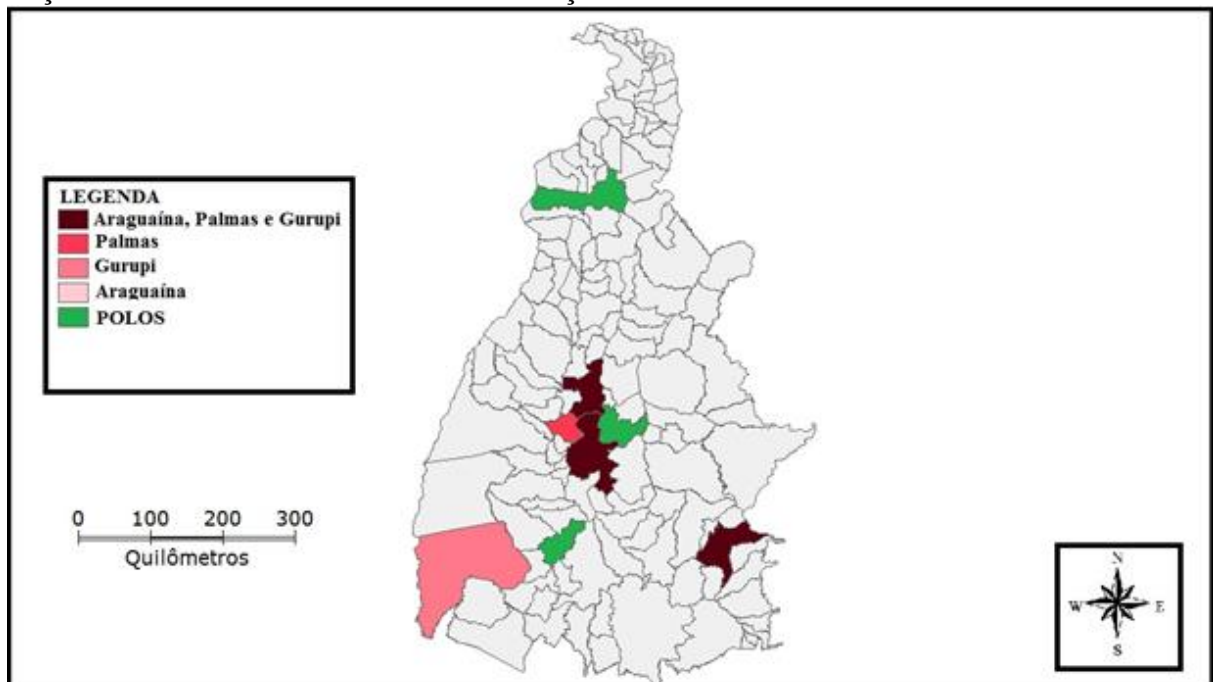 LEGENDA
Araguaína, Palmas e Gurupi
Palmas
Gurupi
Araguaína
POLOS
0 100 200 300
Quilômetros
N
W E
S